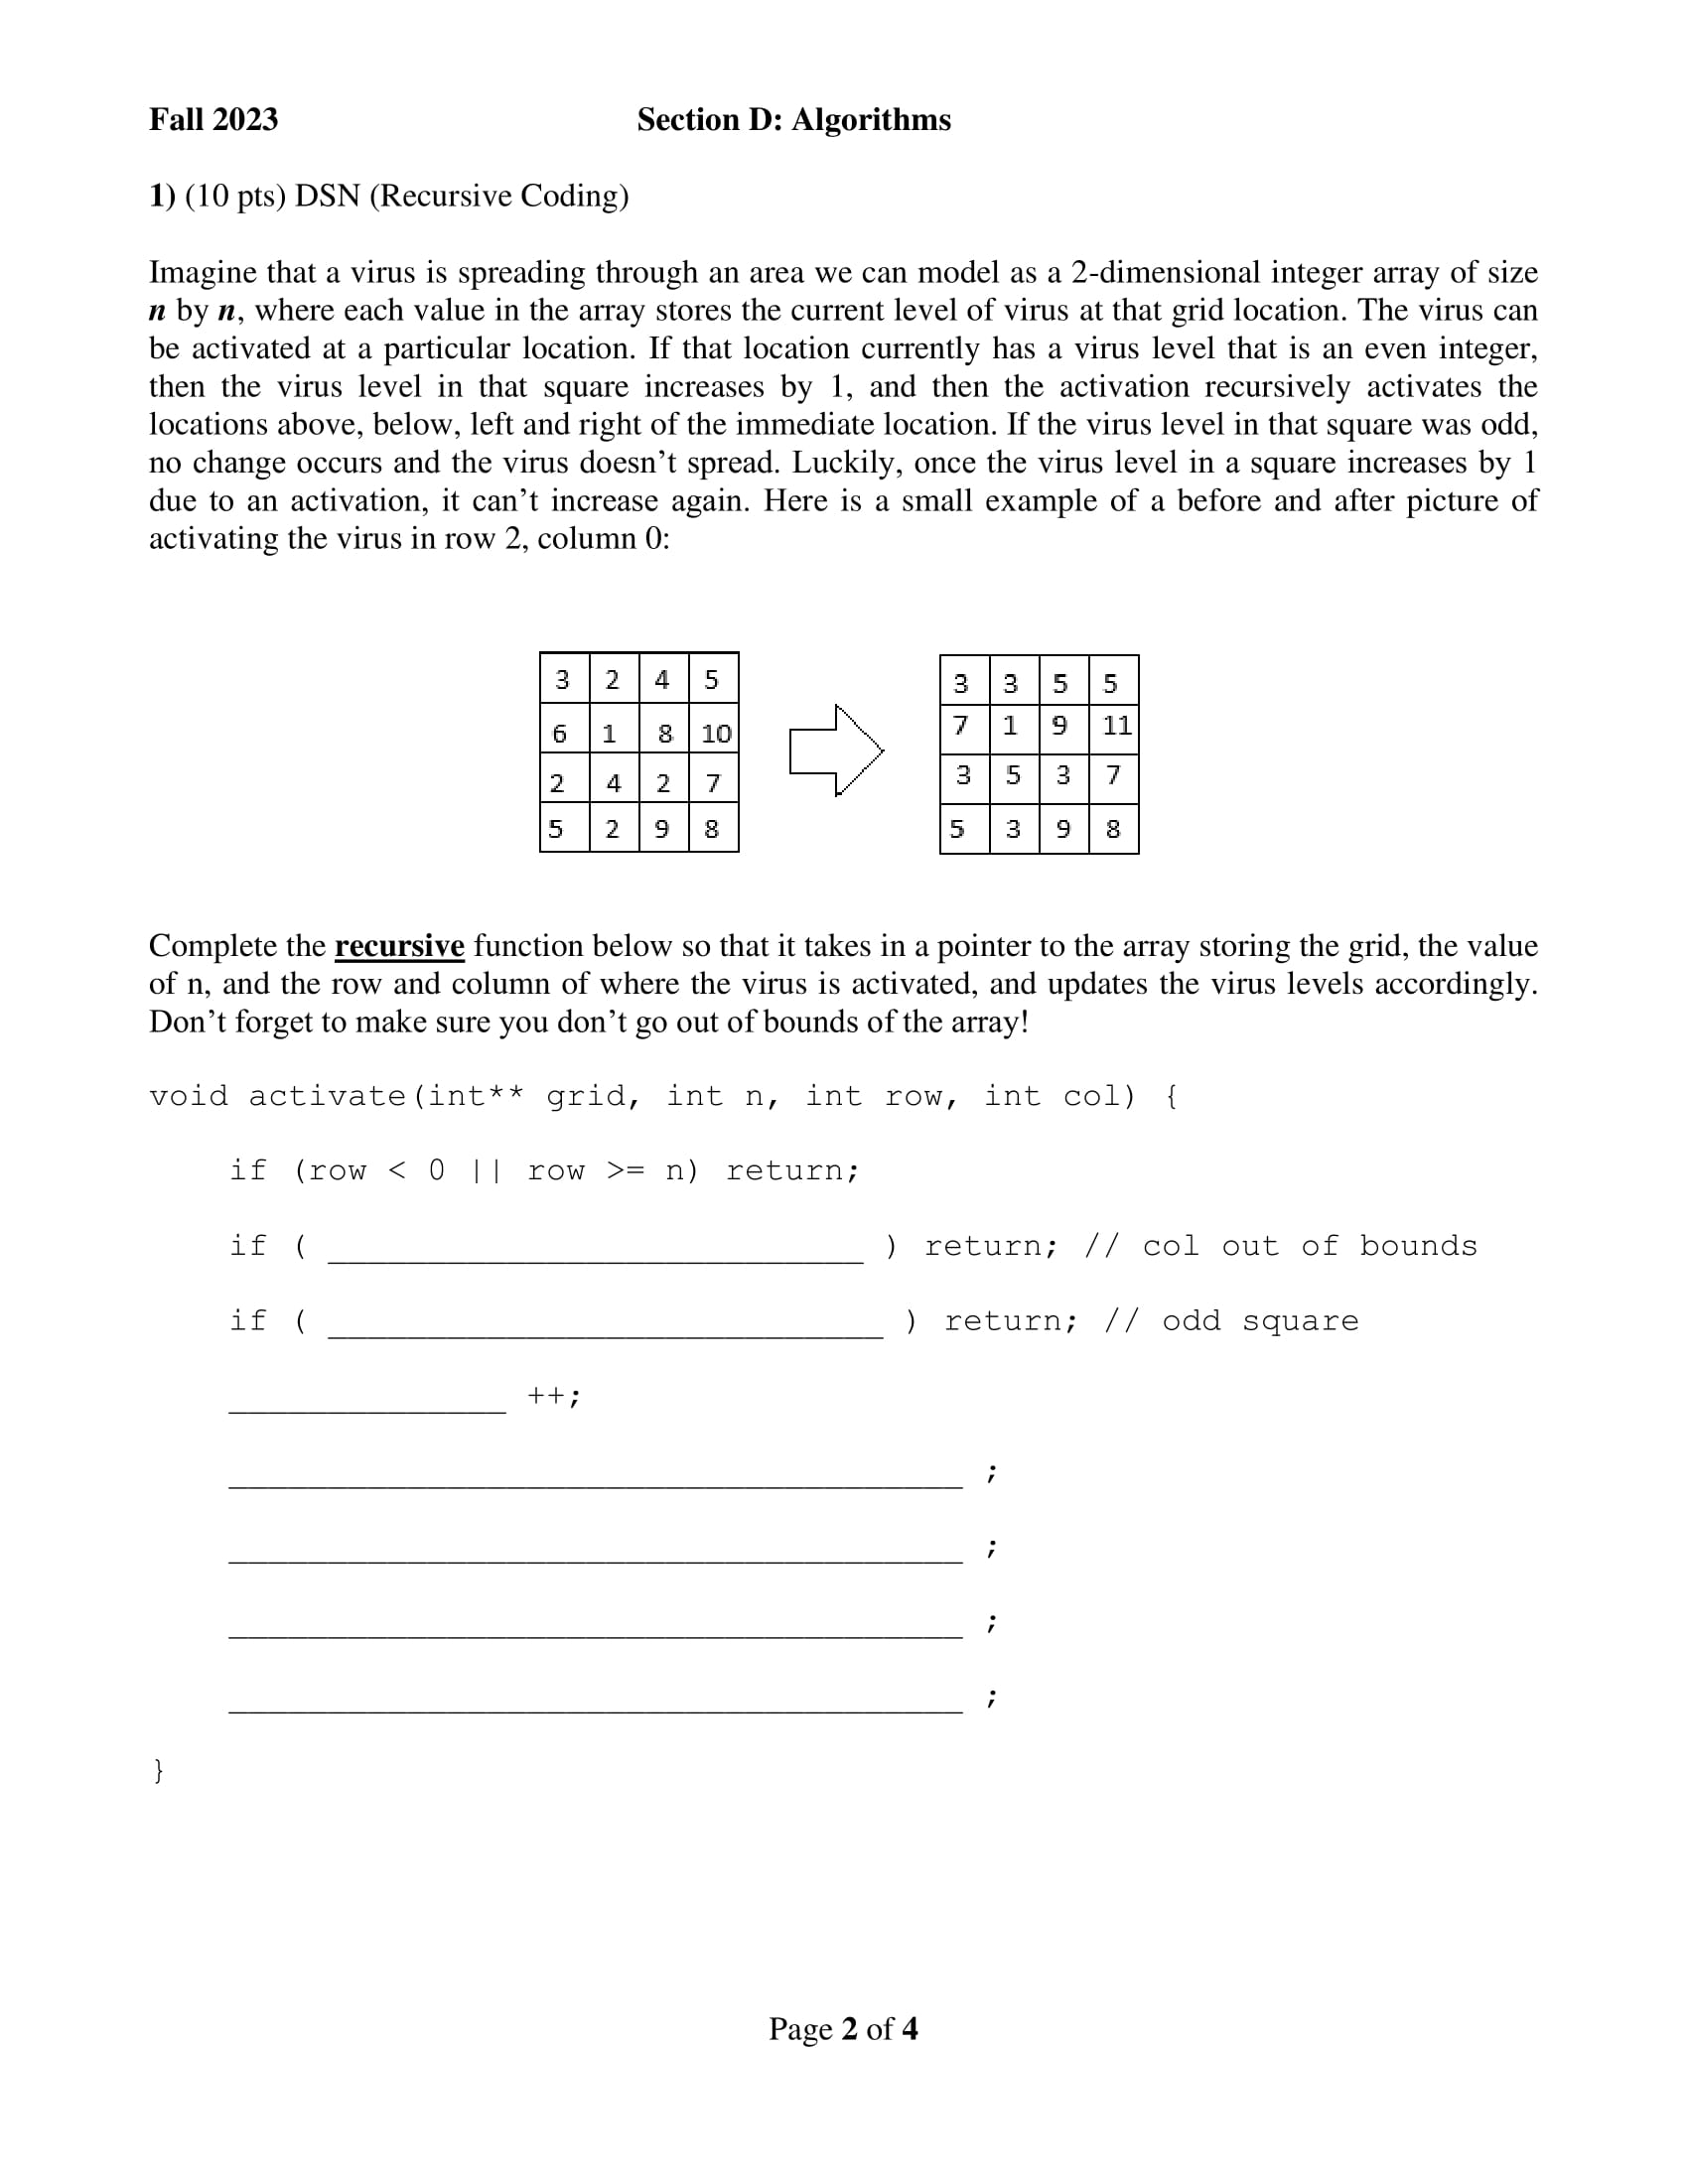 Fall 2023 Section D: Algorithms
1) (10 pts) DSN (Recursive Coding)
Imagine that a virus is spreading through an area we can model as a 2-dimensional integer array of size
n by n, where each value in the array stores the current level of virus at that grid location. The virus can
be activated at a particular location. If that location currently has a virus level that is an even integer,
then the virus level in that square increases by 1, and then the activation recursively activates the
locations above, below, left and right of the immediate location. If the virus level in that square was odd,
no change occurs and the virus doesn’t spread. Luckily, once the virus level in a square increases by 1
due to an activation, it can’t increase again. Here is a small example of a before and after picture of
activating the virus in row 2, column 0:
3 2 4 5
6 1 8 10
2 4 2 7
5 2 9 8
3 3 5 5
7 1 9 11
3 5 3 7
5 3 9 8
Complete the recursive function below so that it takes in a pointer to the array storing the grid, the value
of n, and the row and column of where the virus is activated, and updates the virus levels accordingly.
Don’t forget to make sure you don’t go out of bounds of the array!
void activate(int** grid, int n, int row, int col) {
if (row < 0 || row >= n) return;
if ( ___________________________ ) return; // col out of bounds
if ( ____________________________ ) return; // odd square
______________ ++;
_____________________________________ ;
_____________________________________ ;
_____________________________________ ;
_____________________________________ ;
}
Page 2 of 4